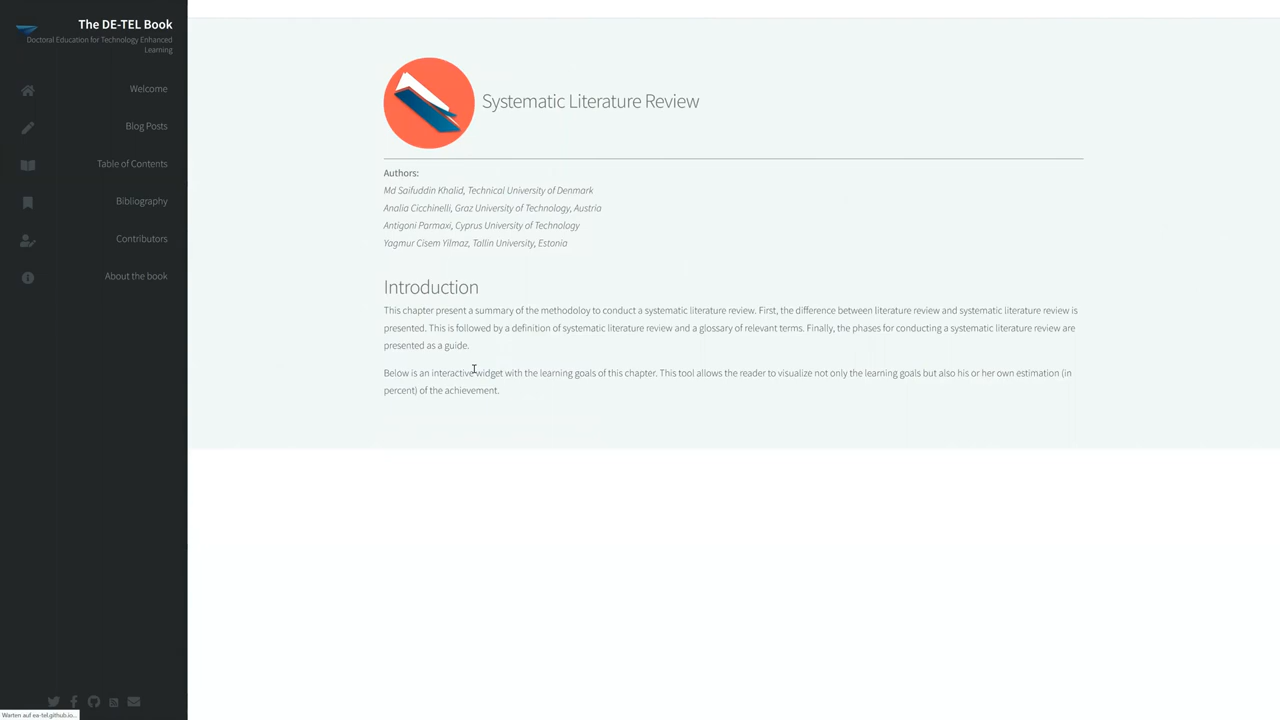 The DE-TEL Book
Doctoral Education for Technology Enhanced
Learning
Welcome
Blog Posts
Table of Contents
Bibliography
Contributors
About the book
Systematic Literature Review
Authors:
Md Saifuddin Khalid, Technical University of Denmark
Analia Cicchinelli, Graz University of Technology, Austria
Antigoni Parmaxi, Cyprus University of Technology
Yagmur Cisem Yilmaz, Tallin University, Estonia
Introduction
This chapter present a summary of the methodoloy to conduct a systematic literature review. First, the difference between literature review and systematic literature review is
presented. This is followed by a definition of systematic literature review and a glossary of relevant terms. Finally, the phases for conducting a systematic literature review are
presented as a guide.
Below is an interactive widget with the learning goals of this chapter. This tool allows the reader to visualize not only the learning goals but also his or her own estimation (in
percent) of the achievement.
Warten auf ea-tel.github.io...